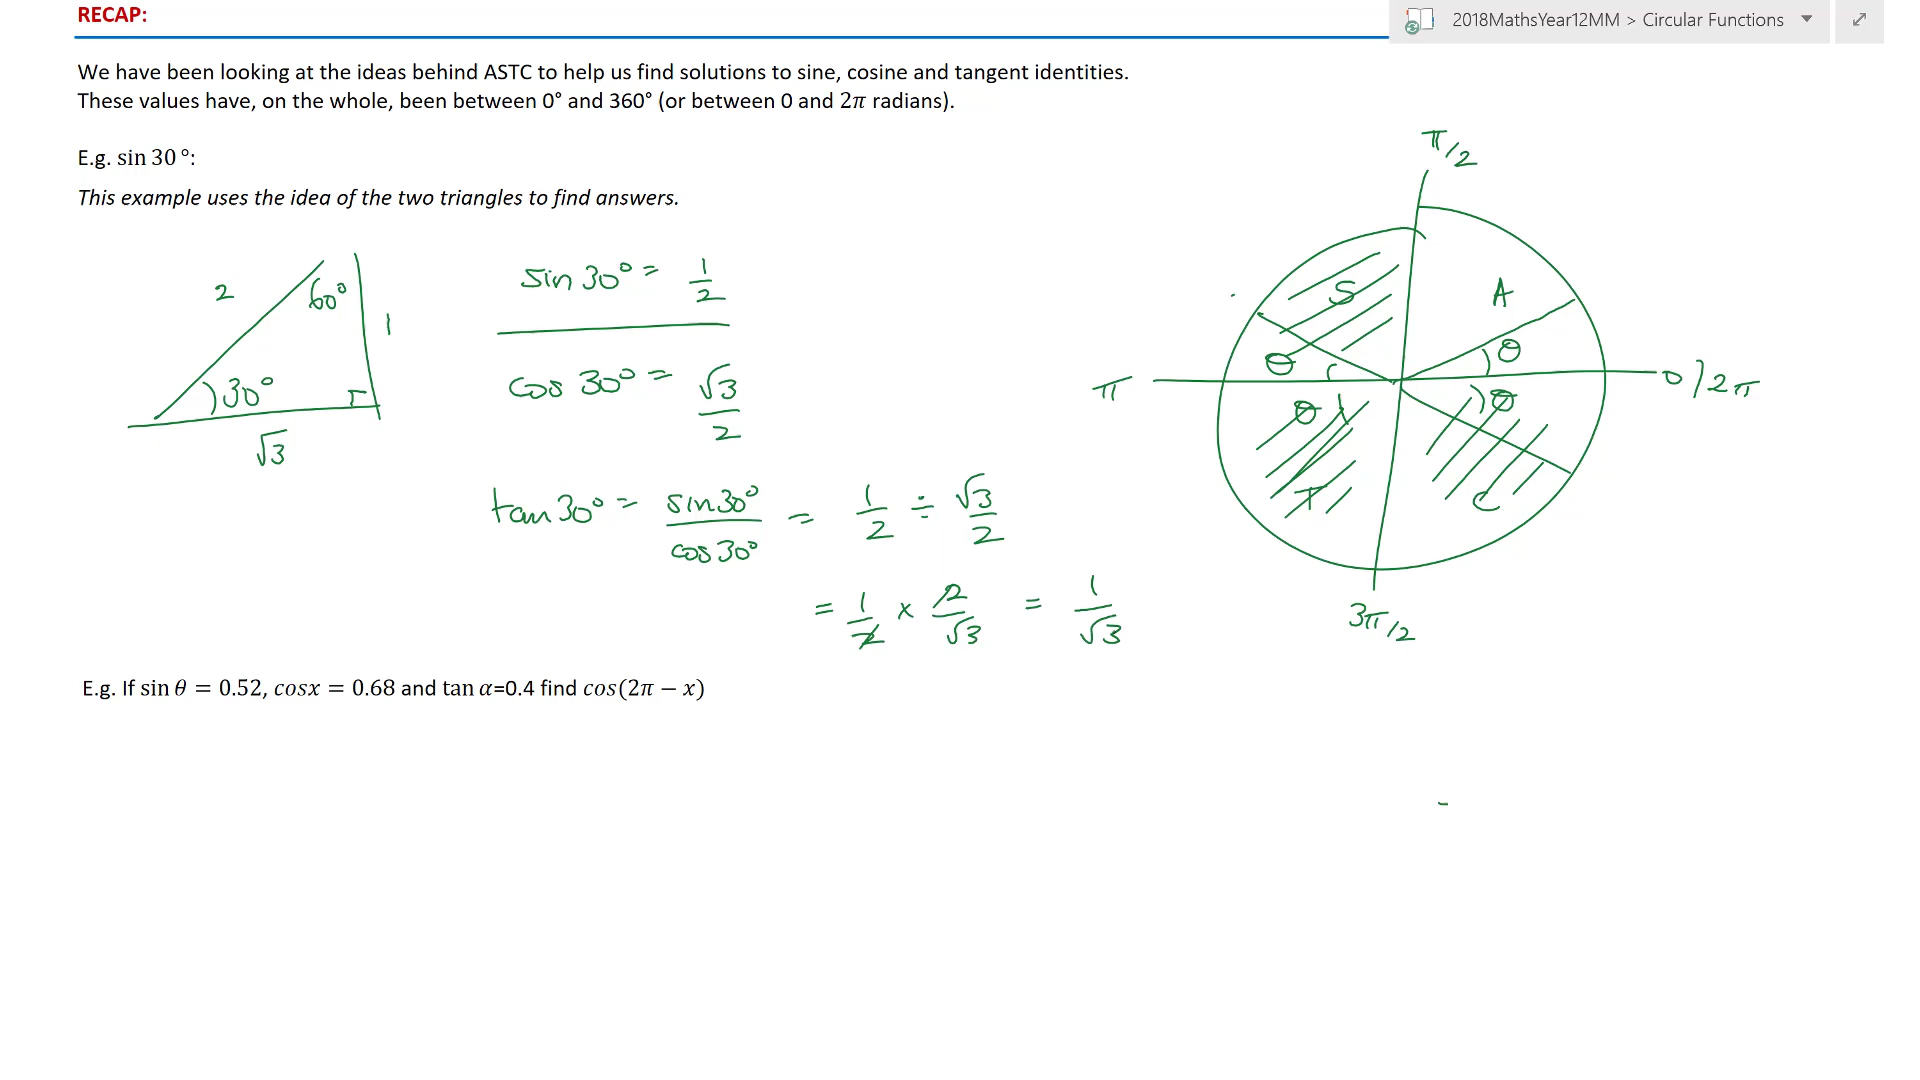 RECAP:
2018MathsYear12MM > Circular Functions
We have been looking at the ideas behind ASTC to help us find solutions to sine, cosine and tangent identities.
These values have, on the whole, been between 0° and 360° (or between 0 and 2π radians).
E.g. sin 30 °:
This example uses the idea of the two triangles to find answers.
2
60°
1
30°
√3
sin 30° = 1/2
cos 30° = √3/2
tan 30° = sin 30°/cos 30° = 1/2 ÷ √3/2
= 1/2 × 2/√3 = 1/√3
π/2
S
A
θ
θ
π
0/2π
θ
θ
T
C
3π/2
E.g. If sin θ = 0.52, cosx = 0.68 and tan α=0.4 find cos(2π − x)